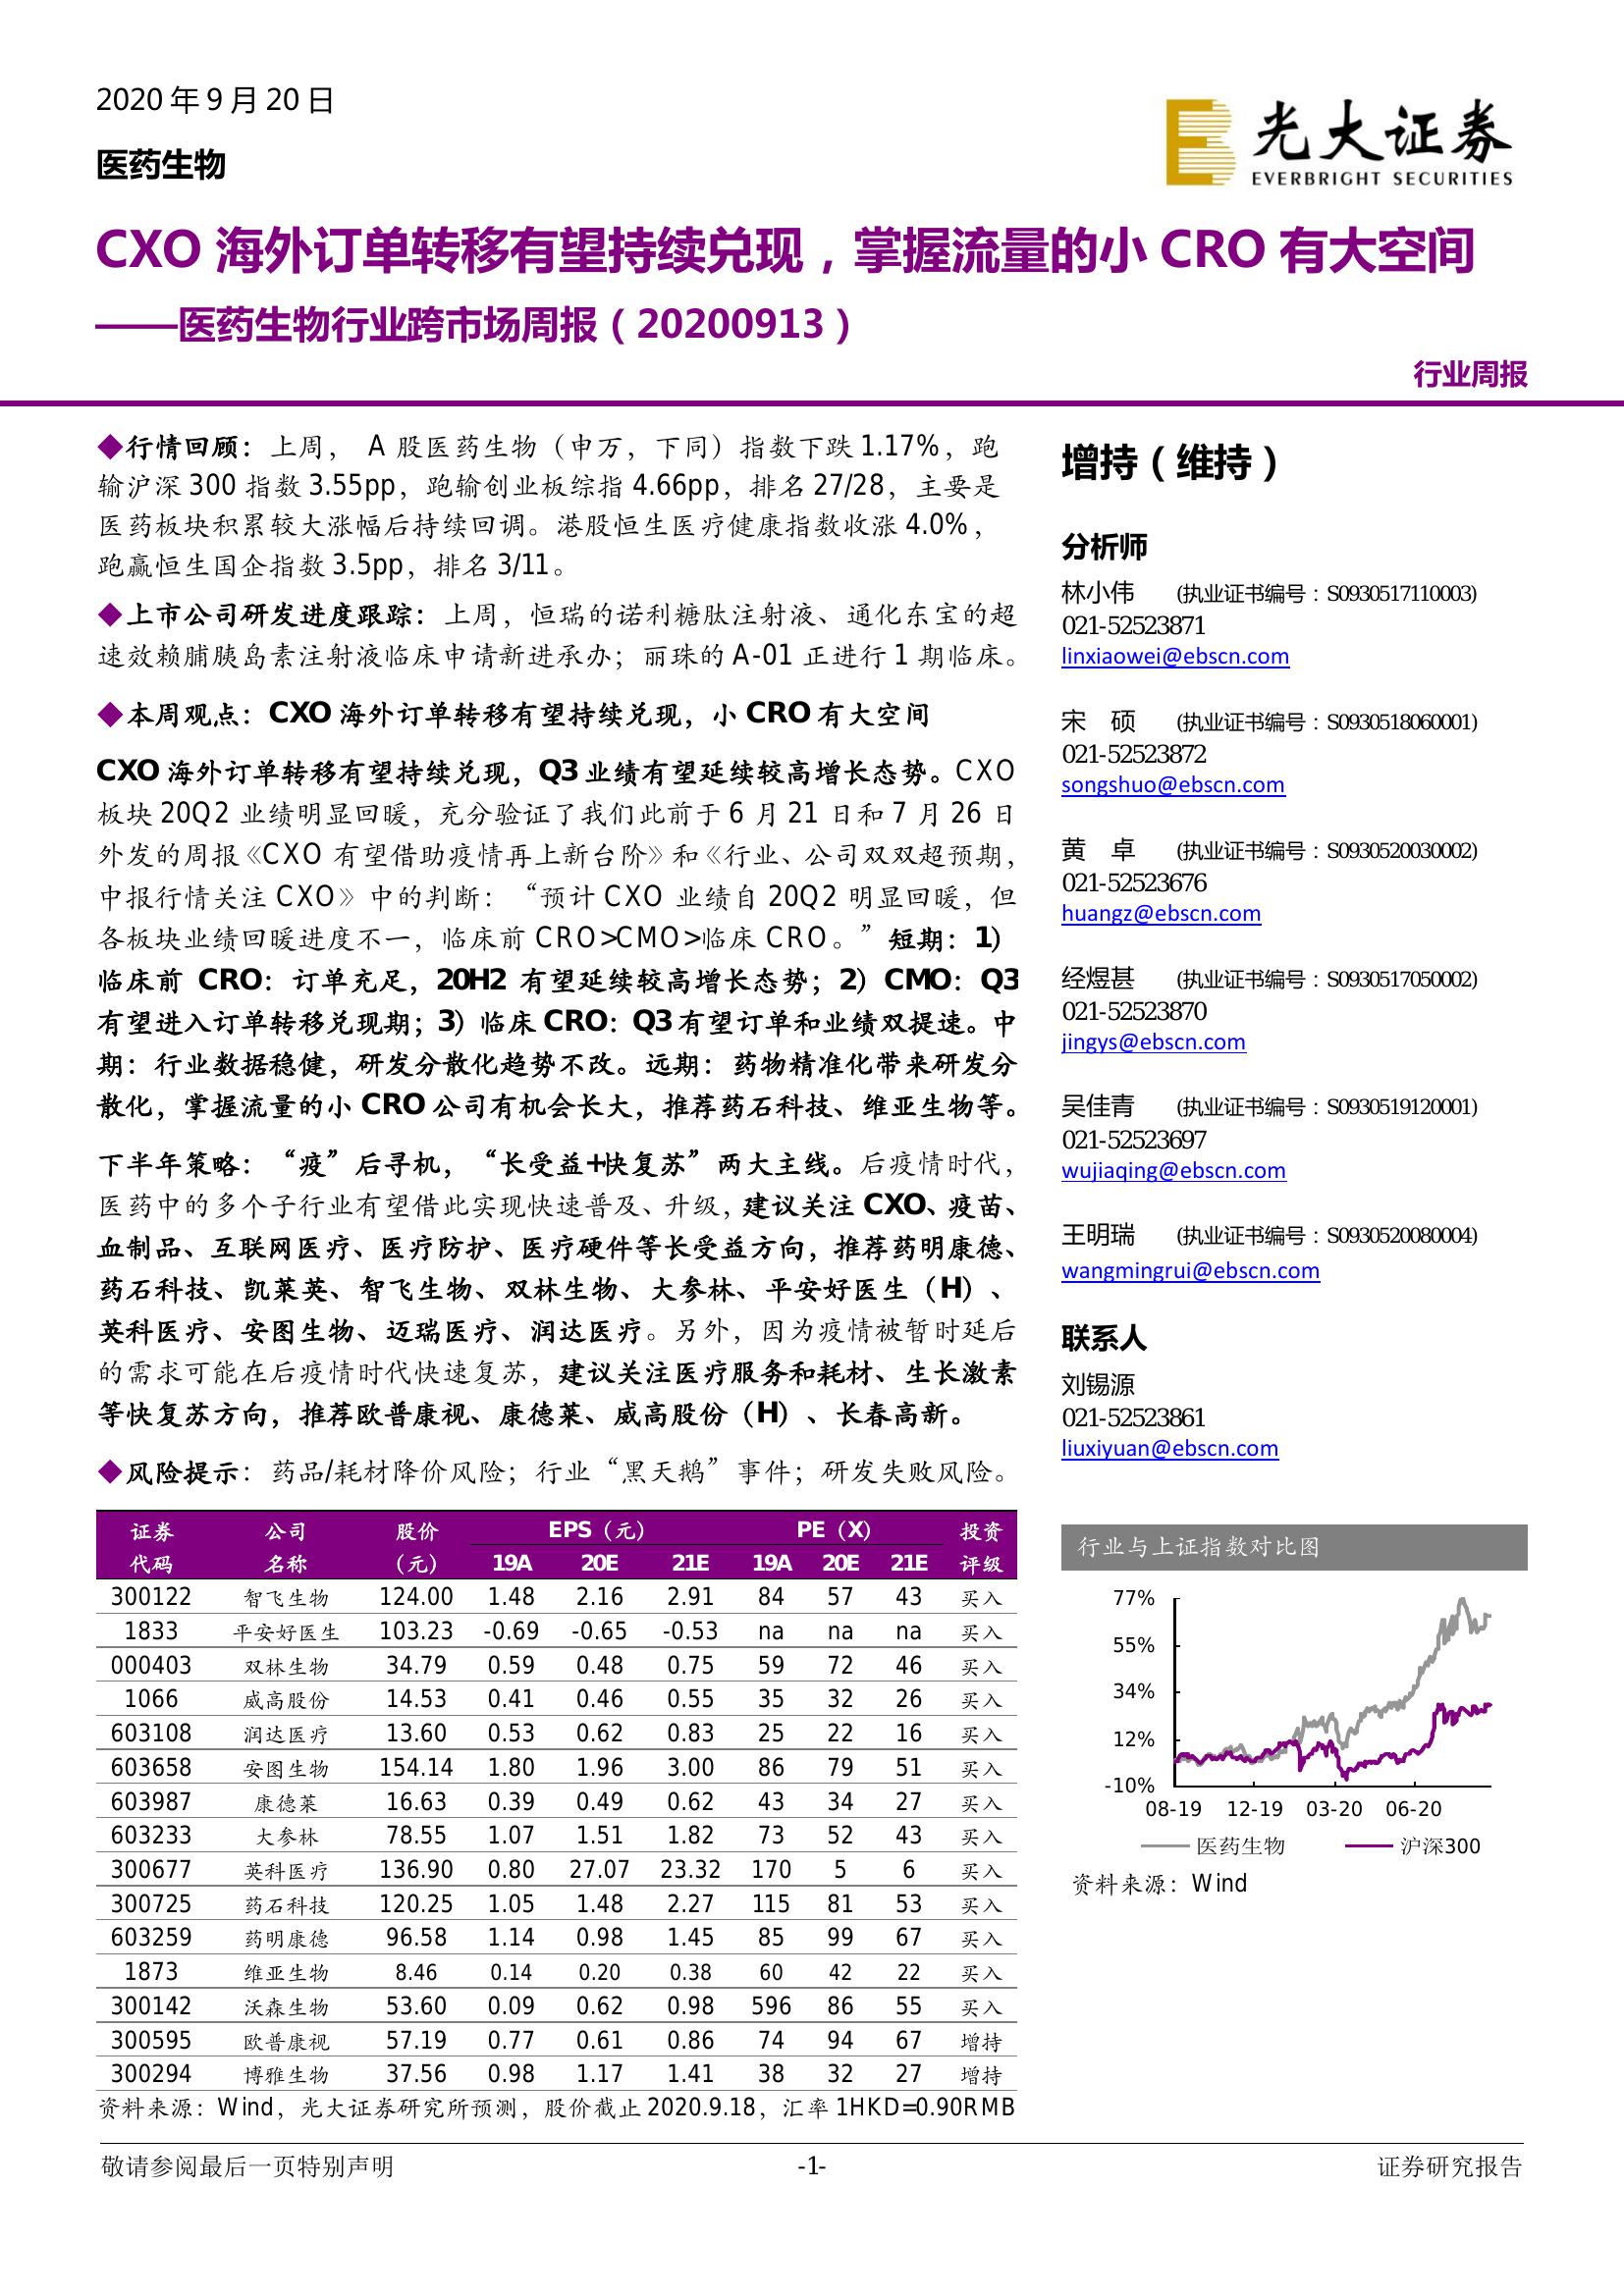 2020 年 9 月 20 日
医药生物
光大证券
EVERBRIGHT SECURITIES
CXO 海外订单转移有望持续兑现，掌握流量的小 CRO 有大空间
——医药生物行业跨市场周报（20200913）
行业周报
◆行情回顾：上周， A 股医药生物（申万，下同）指数下跌 1.17%，跑
输沪深 300 指数 3.55pp，跑输创业板综指 4.66pp，排名 27/28，主要是
医药板块积累较大涨幅后持续回调。港股恒生医疗健康指数收涨 4.0%，
跑赢恒生国企指数 3.5pp，排名 3/11。
◆上市公司研发进度跟踪：上周，恒瑞的诺利糖肽注射液、通化东宝的超
速效赖脯胰岛素注射液临床申请新进承办；丽珠的 A-01 正进行 1 期临床。
◆本周观点：CXO 海外订单转移有望持续兑现，小 CRO 有大空间
CXO 海外订单转移有望持续兑现，Q3 业绩有望延续较高增长态势。CXO
板块 20Q2 业绩明显回暖，充分验证了我们此前于 6 月 21 日和 7 月 26 日
外发的周报《CXO 有望借助疫情再上新台阶》和《行业、公司双双超预期，
中报行情关注 CXO》中的判断：“预计 CXO 业绩自 20Q2 明显回暖，但
各板块业绩回暖进度不一，临床前 CRO>CMO>临床 CRO。”短期：1）
临床前 CRO：订单充足，20H2 有望延续较高增长态势；2）CMO：Q3
有望进入订单转移兑现期；3）临床 CRO：Q3 有望订单和业绩双提速。中
期：行业数据稳健，研发分散化趋势不改。远期：药物精准化带来研发分
散化，掌握流量的小 CRO 公司有机会长大，推荐药石科技、维亚生物等。
下半年策略：“疫”后寻机，“长受益+快复苏”两大主线。后疫情时代，
医药中的多个子行业有望借此实现快速普及、升级，建议关注 CXO、疫苗、
血制品、互联网医疗、医疗防护、医疗硬件等长受益方向，推荐药明康德、
药石科技、凯莱英、智飞生物、双林生物、大参林、平安好医生（H）、
英科医疗、安图生物、迈瑞医疗、润达医疗。另外，因为疫情被暂时延后
的需求可能在后疫情时代快速复苏，建议关注医疗服务和耗材、生长激素
等快复苏方向，推荐欧普康视、康德莱、威高股份（H）、长春高新。
◆风险提示：药品/耗材降价风险；行业“黑天鹅”事件；研发失败风险。
证券 公司 股价 EPS（元） PE（X） 投资
代码 名称 （元） 19A 20E 21E 19A 20E 21E 评级
300122 智飞生物 124.00 1.48 2.16 2.91 84 57 43 买入
1833 平安好医生 103.23 -0.69 -0.65 -0.53 na na na 买入
000403 双林生物 34.79 0.59 0.48 0.75 59 72 46 买入
1066 威高股份 14.53 0.41 0.46 0.55 35 32 26 买入
603108 润达医疗 13.60 0.53 0.62 0.83 25 22 16 买入
603658 安图生物 154.14 1.80 1.96 3.00 86 79 51 买入
603987 康德莱 16.63 0.39 0.49 0.62 43 34 27 买入
603233 大参林 78.55 1.07 1.51 1.82 73 52 43 买入
300677 英科医疗 136.90 0.80 27.07 23.32 170 5 6 买入
300725 药石科技 120.25 1.05 1.48 2.27 115 81 53 买入
603259 药明康德 96.58 1.14 0.98 1.45 85 99 67 买入
1873 维亚生物 8.46 0.14 0.20 0.38 60 42 22 买入
300142 沃森生物 53.60 0.09 0.62 0.98 596 86 55 买入
300595 欧普康视 57.19 0.77 0.61 0.86 74 94 67 增持
300294 博雅生物 37.56 0.98 1.17 1.41 38 32 27 增持
资料来源：Wind，光大证券研究所预测，股价截止 2020.9.18，汇率 1HKD=0.90RMB
增持（维持）
分析师
林小伟 (执业证书编号：S0930517110003)
021-52523871
linxiaowei@ebscn.com
宋 硕 (执业证书编号：S0930518060001)
021-52523872
songshuo@ebscn.com
黄 卓 (执业证书编号：S0930520030002)
021-52523676
huangz@ebscn.com
经煜甚 (执业证书编号：S0930517050002)
021-52523870
jingys@ebscn.com
吴佳青 (执业证书编号：S0930519120001)
021-52523697
wujiaqing@ebscn.com
王明瑞 (执业证书编号：S0930520080004)
wangmingrui@ebscn.com
联系人
刘锡源
021-52523861
liuxiyuan@ebscn.com
行业与上证指数对比图
77%
55%
34%
12%
-10%
08-19 12-19 03-20 06-20
医药生物 沪深300
资料来源：Wind
敬请参阅最后一页特别声明 -1- 证券研究报告